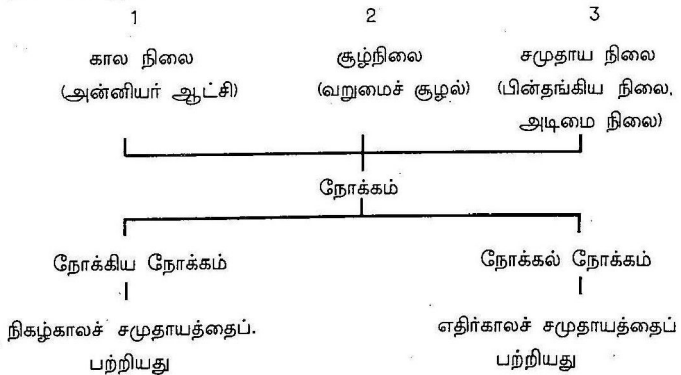 1 2 3
கால நிலை சூழ்நிலை சமுதாய நிலை
(அன்னியர் ஆட்சி) (வறுமைச் சூழல்) (பின்தங்கிய நிலை,
அடிமை நிலை)
நோக்கம்
நோக்கிய நோக்கம் நோக்கல் நோக்கம்
நிகழ்காலச் சமுதாயத்தைப். எதிர்காலச் சமுதாயத்தைப்
பற்றியது பற்றியது